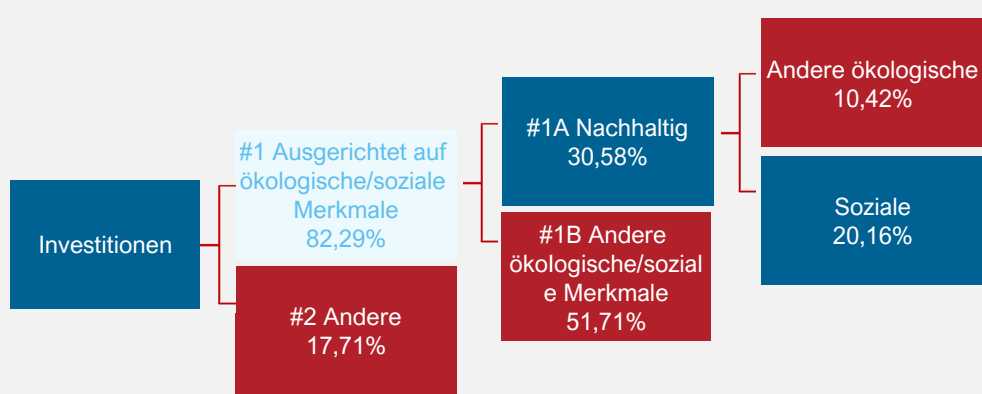 Investitionen
#1 Ausgerichtet auf
ökologische/soziale
Merkmale
82,29%
#2 Andere
17,71%
#1A Nachhaltig
30,58%
#1B Andere
ökologische/sozial
e Merkmale
51,71%
Andere ökologische
10,42%
Soziale
20,16%